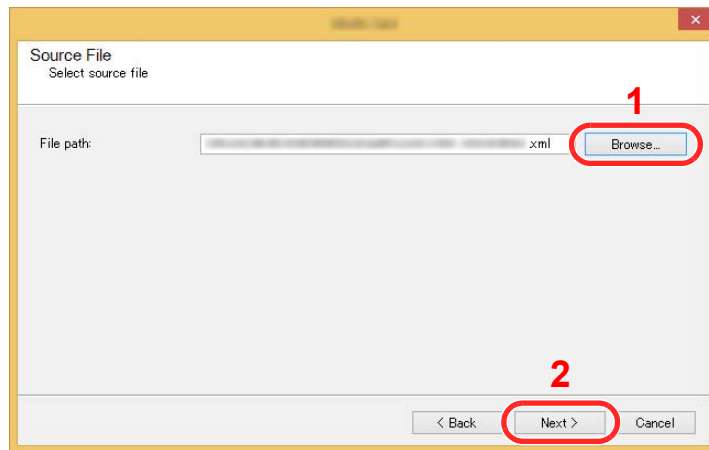 Source File
Select source file
1
File path:
.xml
Browse...
2
< Back
Next >
Cancel